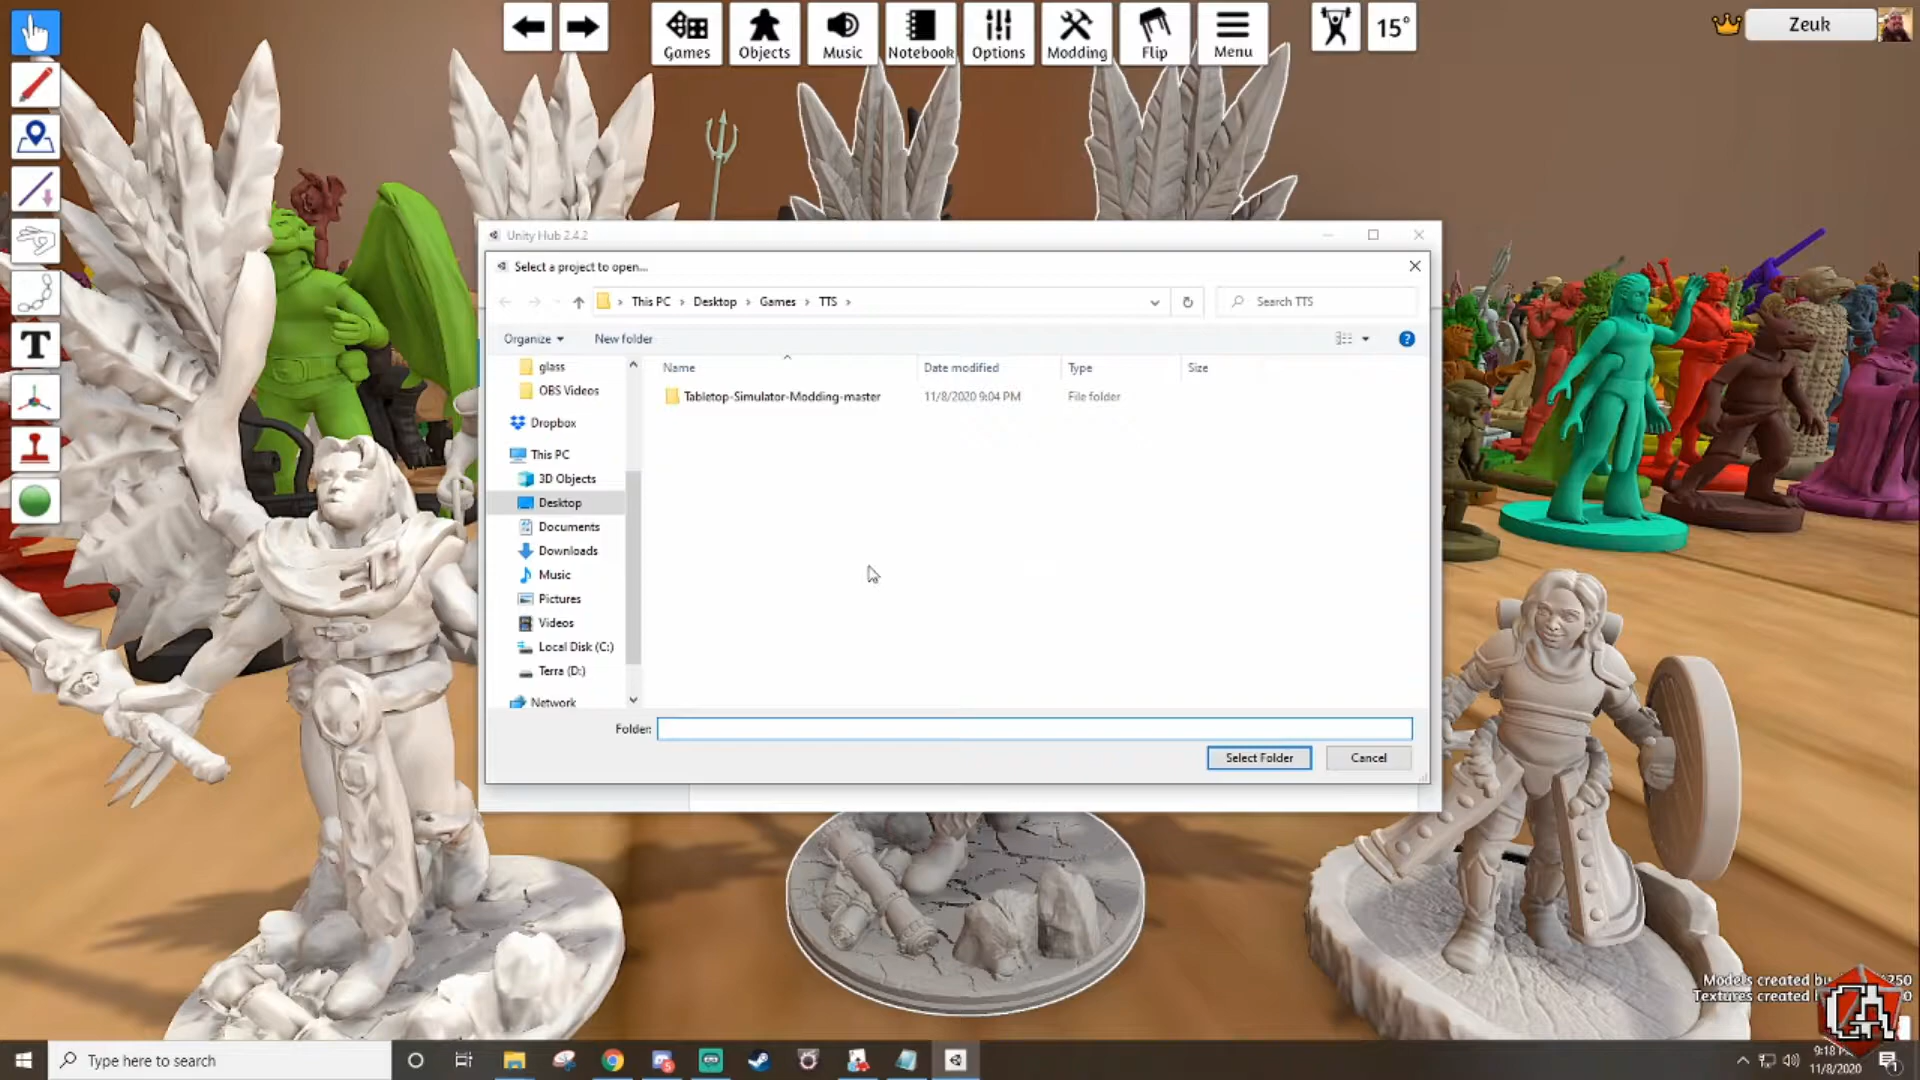 Games
Objects
Music
Notebook
Options
Modding
Flip
Menu
15°
Zeuk
T
Unity Hub 2.4.2
Select a project to open...
This PC
Desktop
Games
TTS
Search TTS
Organize
New folder
?
Name
Date modified
Type
Size
Tabletop-Simulator-Modding-master
11/8/2020 9:04 PM
File folder
glass
OBS Videos
Dropbox
This PC
3D Objects
Desktop
Documents
Downloads
Music
Pictures
Videos
Local Disk (C:)
Terra (D:)
Network
Folder:
Select Folder
Cancel
Models created by
Textures created
Type here to search
9:18
11/8/2020